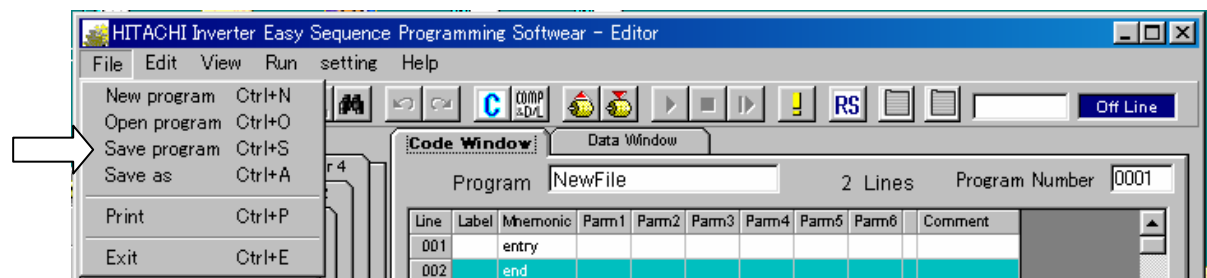 HITACHI Inverter Easy Sequence Programming Softwear - Editor
File Edit View Run setting Help
New program Ctrl+N
Open program Ctrl+O
Save program Ctrl+S
Save as Ctrl+A
Print Ctrl+P
Exit Ctrl+E
C COMP &D/L RS Off Line
r 4
Code Window Data Window
Program NewFile 2 Lines Program Number 0001
Line Label Mnemonic Parm1 Parm2 Parm3 Parm4 Parm5 Parm6 Comment
001 entry
002 end